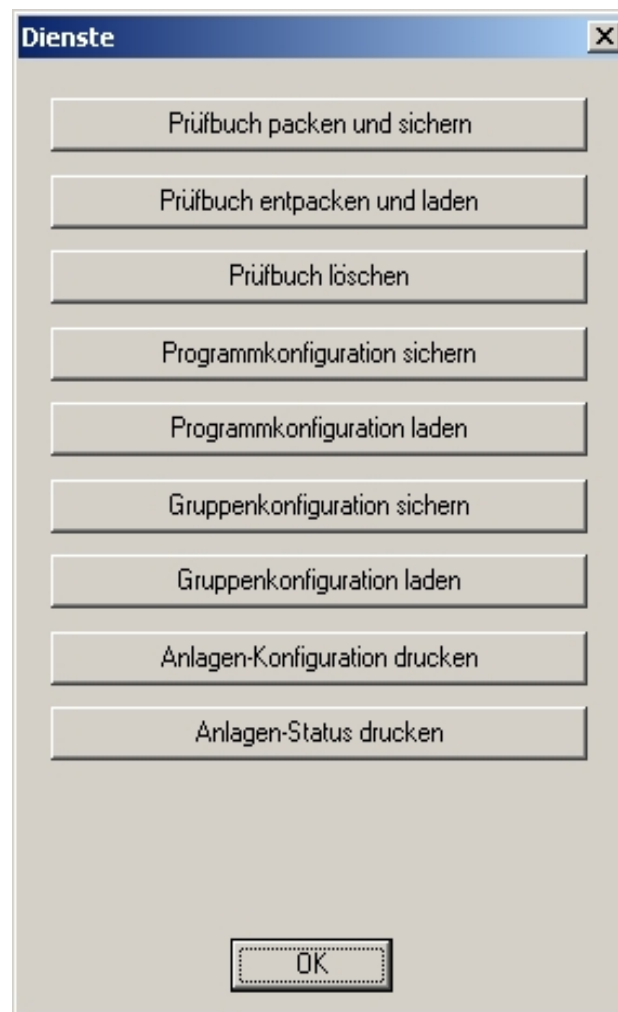 Dienste
Prüfbuch packen und sichern
Prüfbuch entpacken und laden
Prüfbuch löschen
Programmkonfiguration sichern
Programmkonfiguration laden
Gruppenkonfiguration sichern
Gruppenkonfiguration laden
Anlagen-Konfiguration drucken
Anlagen-Status drucken
OK